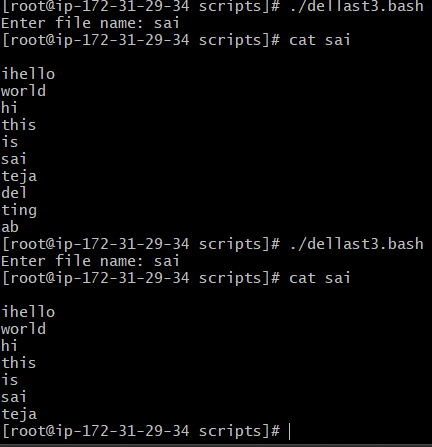 [root@ip-172-31-29-34 scripts]# ./dellast3.bash
Enter file name: sai
[root@ip-172-31-29-34 scripts]# cat sai

ihello
world
hi
this
is
sai
teja
del
ting
ab
[root@ip-172-31-29-34 scripts]# ./dellast3.bash
Enter file name: sai
[root@ip-172-31-29-34 scripts]# cat sai

ihello
world
hi
this
is
sai
teja
[root@ip-172-31-29-34 scripts]#